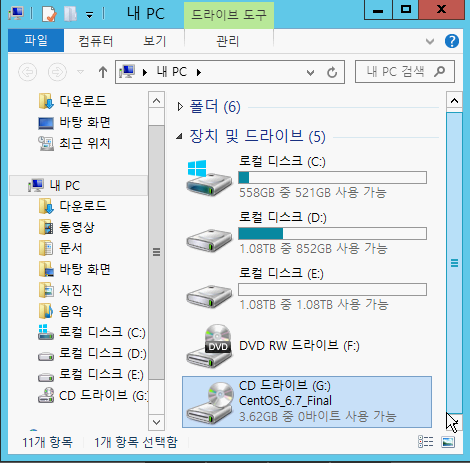 내 PC
드라이브 도구
파일
컴퓨터
보기
관리
내 PC
내 PC 검색
다운로드
바탕 화면
최근 위치
내 PC
다운로드
동영상
문서
바탕 화면
사진
음악
로컬 디스크 (C:)
로컬 디스크 (D:)
로컬 디스크 (E:)
CD 드라이브 (G:
폴더 (6)
장치 및 드라이브 (5)
로컬 디스크 (C:)
558GB 중 521GB 사용 가능
로컬 디스크 (D:)
1.08TB 중 852GB 사용 가능
로컬 디스크 (E:)
1.08TB 중 1.08TB 사용 가능
DVD
DVD RW 드라이브 (F:)
CD 드라이브 (G:)
CentOS_6.7_Final
3.62GB 중 0바이트 사용 가능
11개 항목
1개 항목 선택함